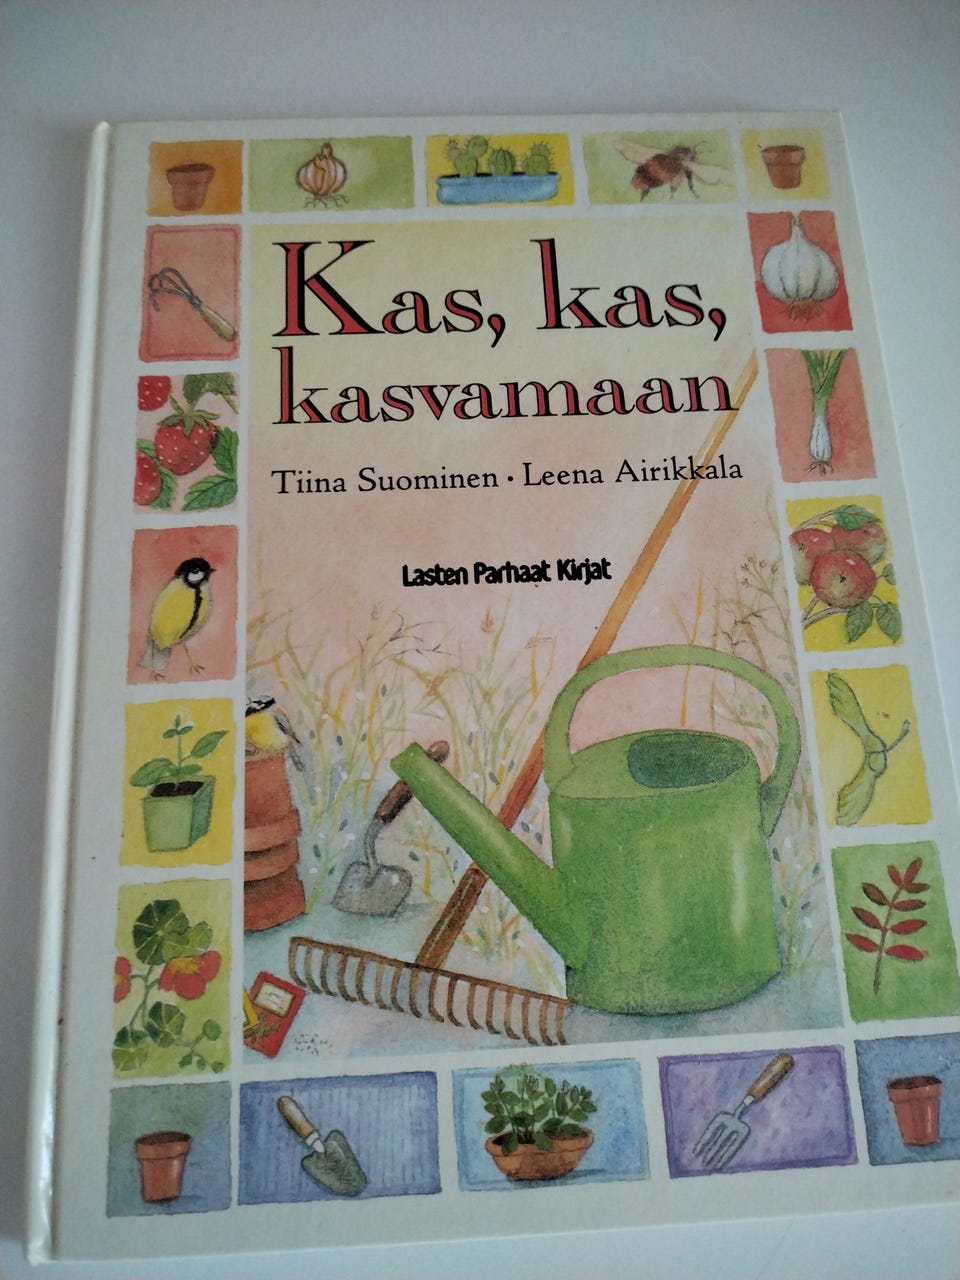 Kas, kas,
kasvamaan
Tiina Suominen • Leena Airikkala
Lasten Parhaat Kirjat